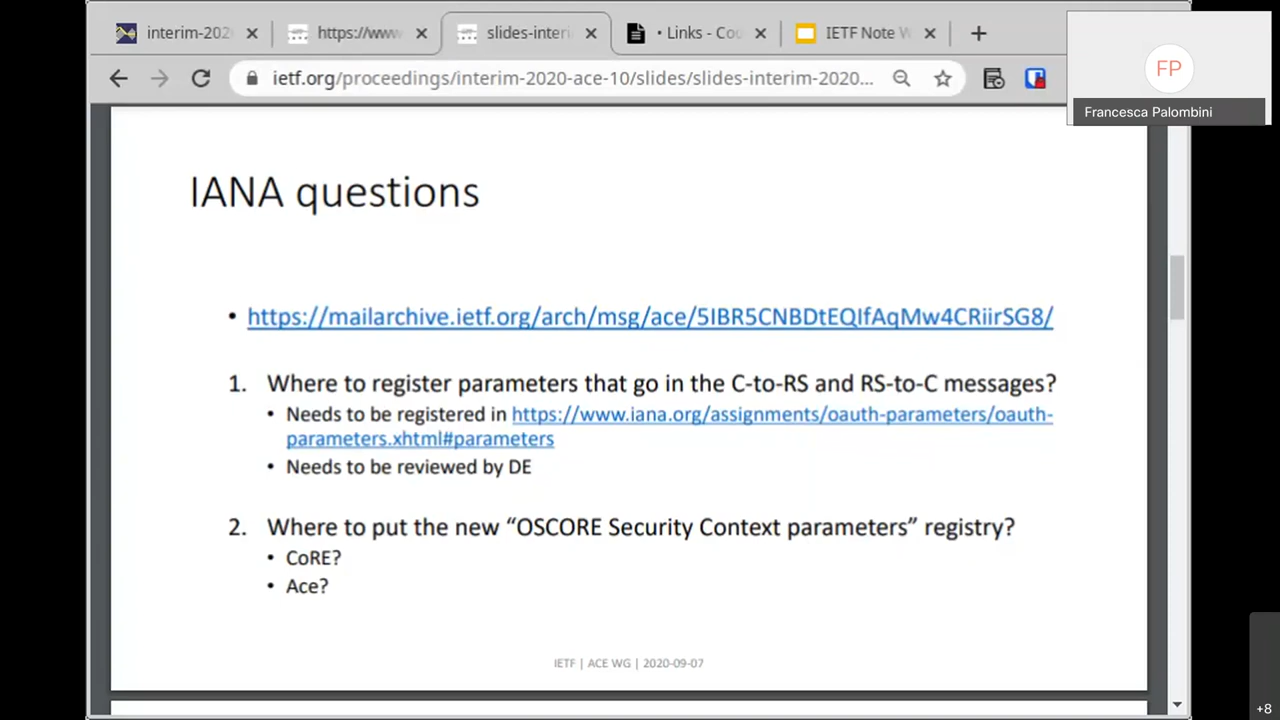 interim-202
https://www
slides-inter
• Links - Cou
IETF Note W
ietf.org/proceedings/interim-2020-ace-10/slides/slides-interim-2020...
FP
Francesca Palombini
IANA questions
• https://mailarchive.ietf.org/arch/msg/ace/5IBR5CNBDtEQIfAqMw4CRiirSG8/
1. Where to register parameters that go in the C-to-RS and RS-to-C messages?
• Needs to be registered in https://www.iana.org/assignments/oauth-parameters/oauth-
parameters.xhtml#parameters
• Needs to be reviewed by DE
2. Where to put the new “OSCORE Security Context parameters” registry?
• CoRE?
• Ace?
IETF | ACE WG | 2020-09-07
+8